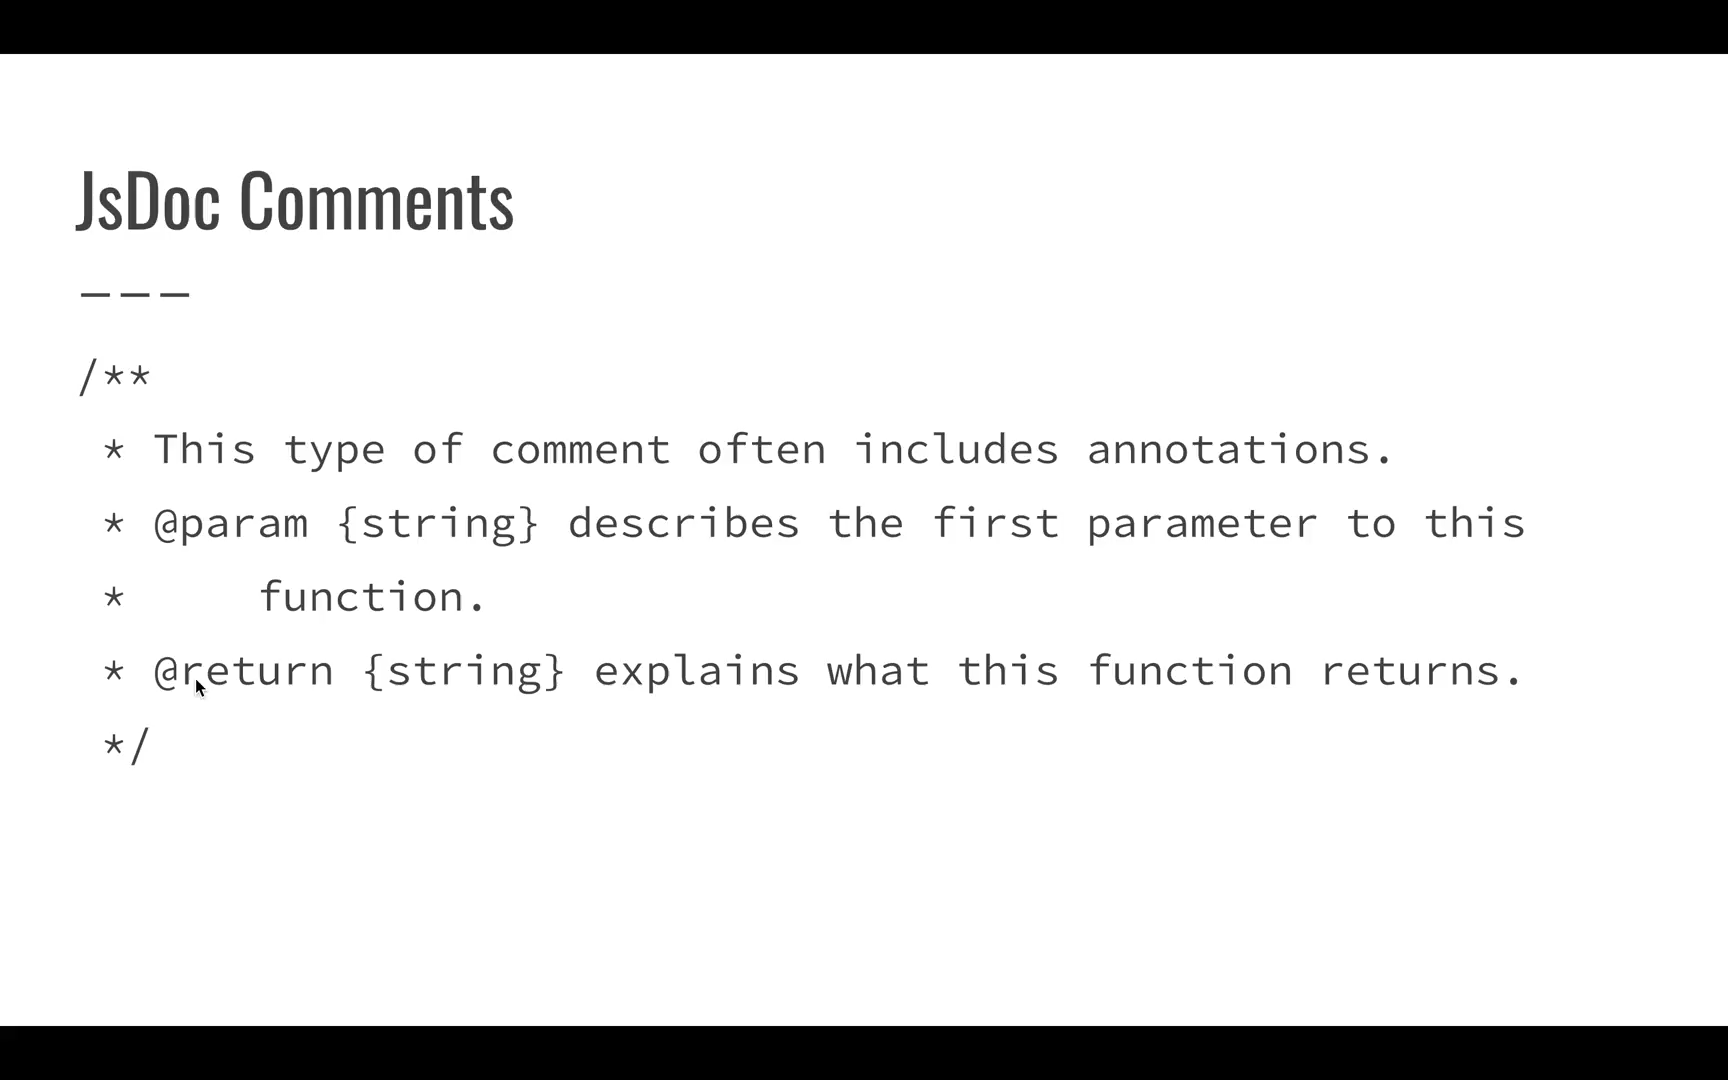 JsDoc Comments
———
/**
 * This type of comment often includes annotations.
 * @param {string} describes the first parameter to this
 *     function.
 * @return {string} explains what this function returns.
 */